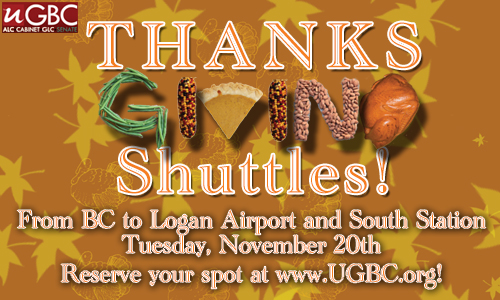 uGBC
ALC CABINET GLC SENATE
THANKS
GIVING
Shuttles!
From BC to Logan Airport and South Station
Tuesday, November 20th
Reserve your spot at www.UGBC.org!